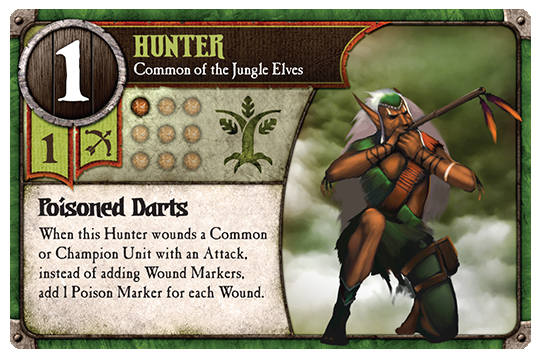 1
HUNTER
Common of the Jungle Elves
1
Poisoned Darts
When this Hunter wounds a Common
or Champion Unit with an Attack,
instead of adding Wound Markers,
add 1 Poison Marker for each Wound.